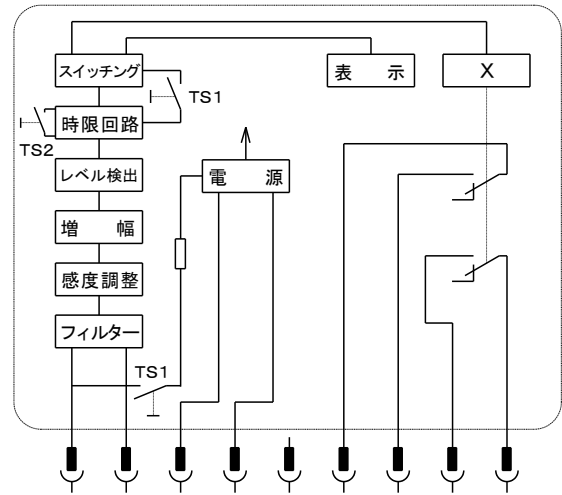 スイッチング
表 示
X
TS1
時限回路
TS2
レベル検出
電 源
増 幅
感度調整
フィルター
TS1